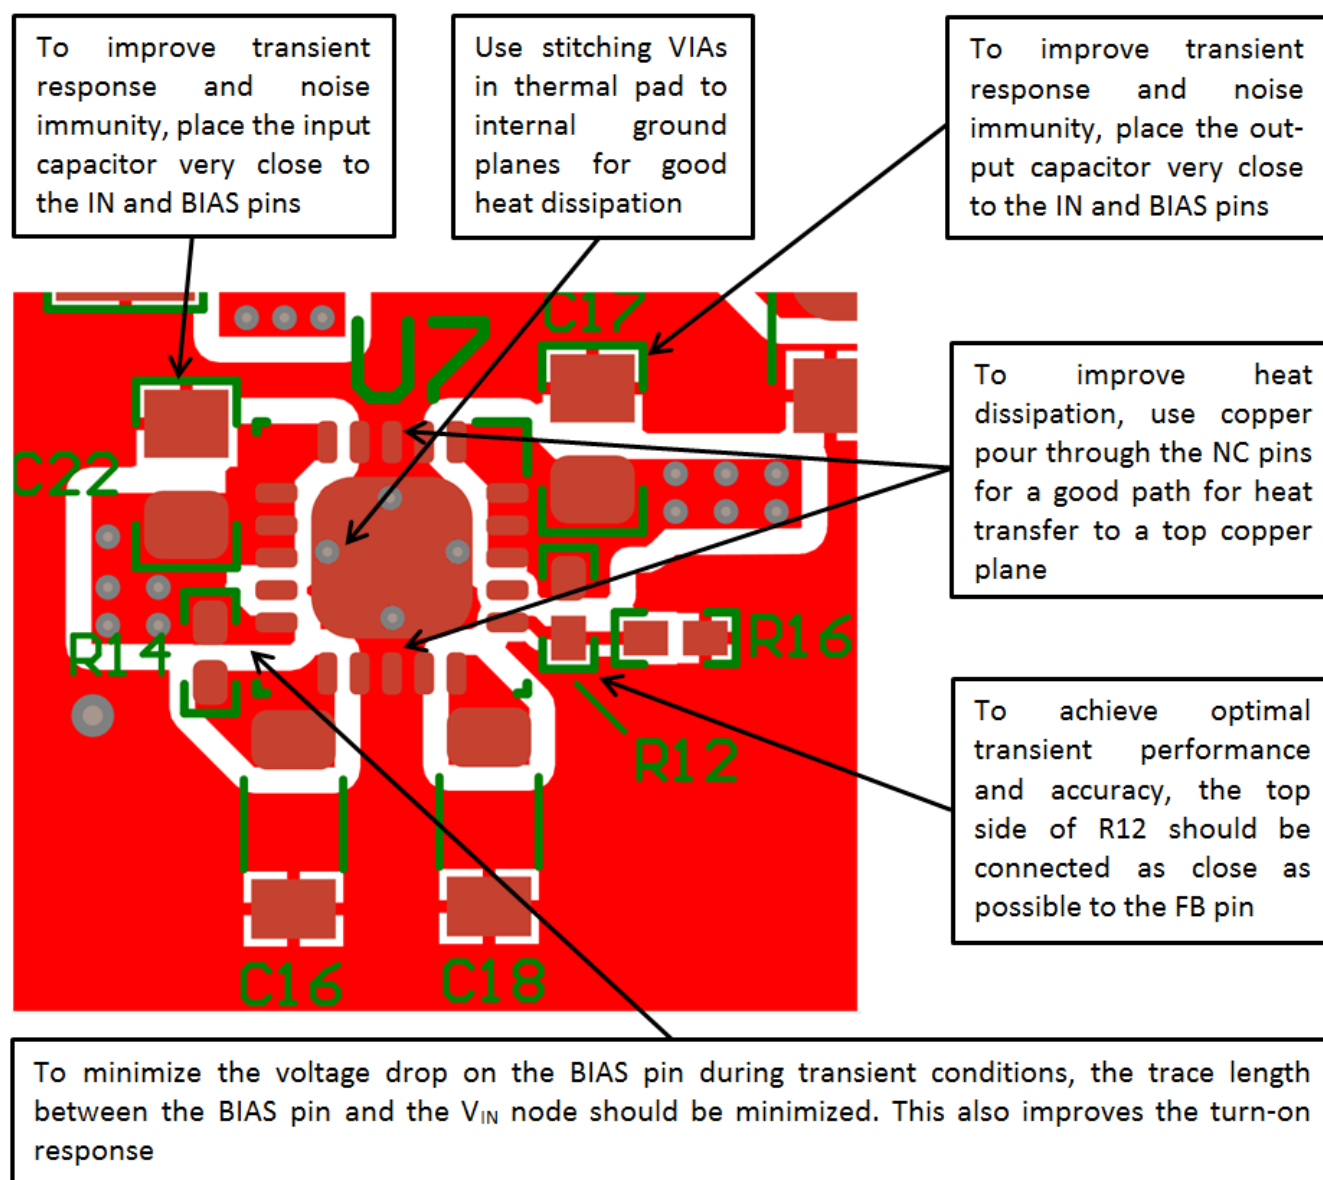 To improve transient
response and noise
immunity, place the input
capacitor very close to
the IN and BIAS pins
Use stitching VIAs
in thermal pad to
internal ground
planes for good
heat dissipation
To improve transient
response and noise
immunity, place the out-
put capacitor very close
to the IN and BIAS pins
C17
U7
C22
To improve heat
dissipation, use copper
pour through the NC pins
for a good path for heat
transfer to a top copper
plane
R14
R16
R12
To achieve optimal
transient performance
and accuracy, the top
side of R12 should be
connected as close as
possible to the FB pin
C16
C18
To minimize the voltage drop on the BIAS pin during transient conditions, the trace length
between the BIAS pin and the VIN node should be minimized. This also improves the turn-on
response